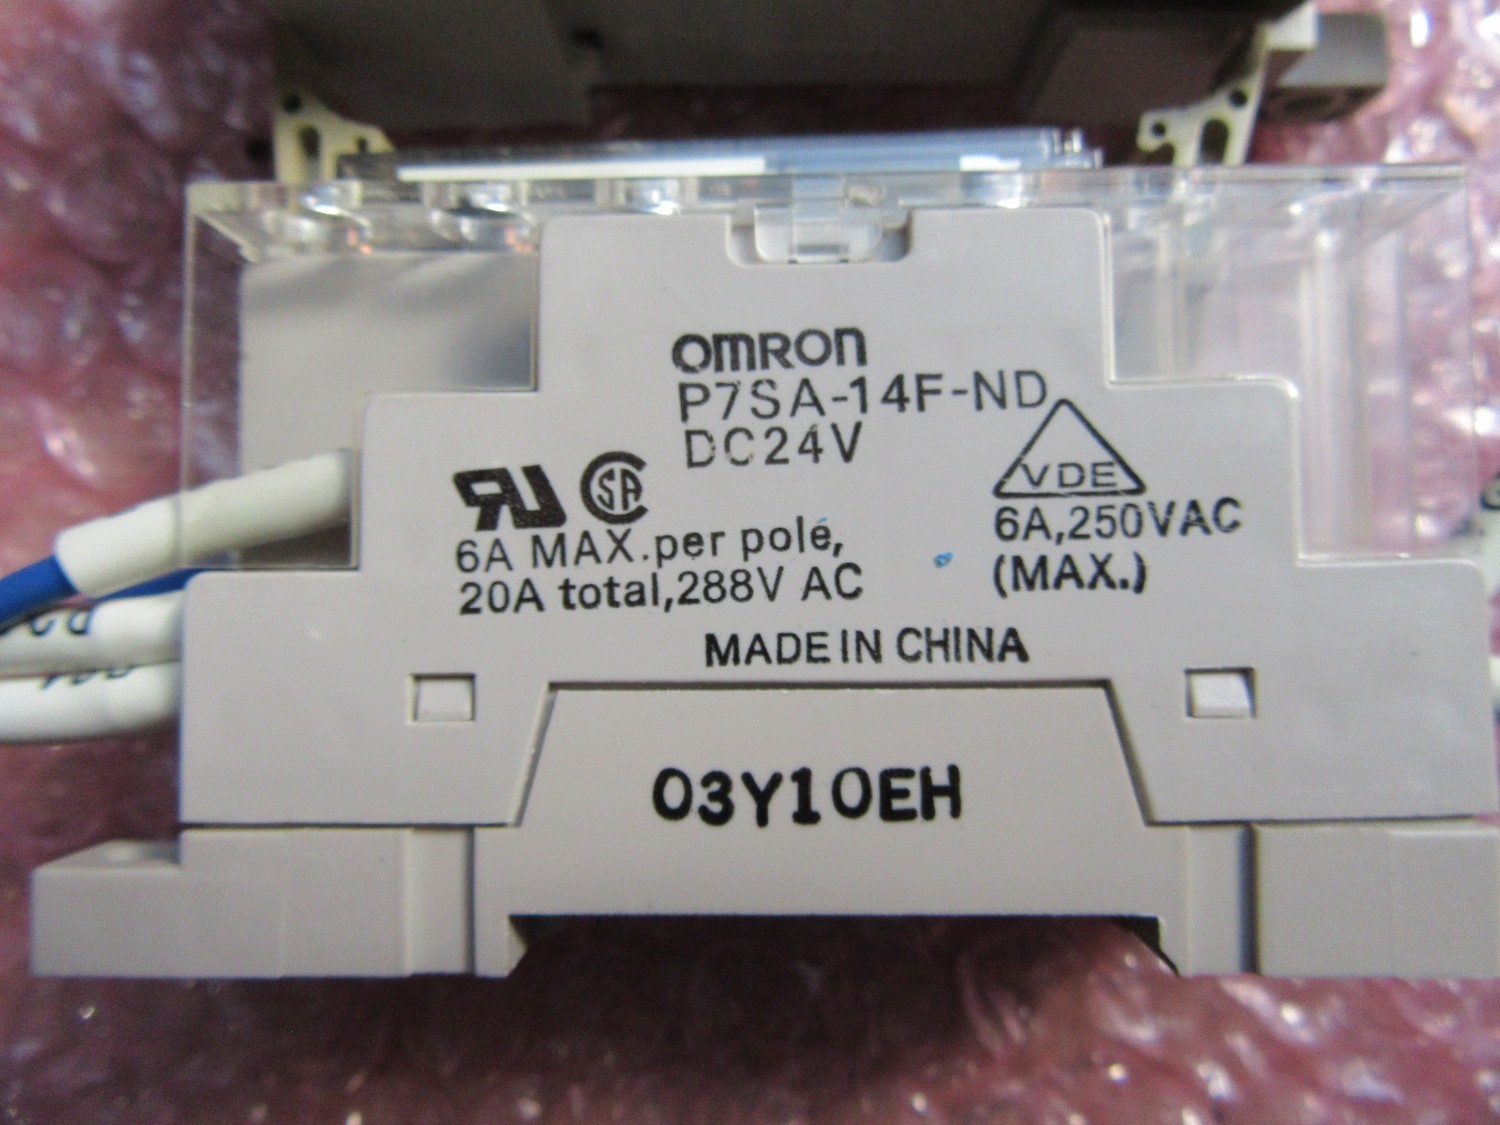 omron
P7SA-14F-ND
DC24V
VDE
6A MAX.per pole,
20A total,288V AC
6A,250VAC
(MAX.)
MADE IN CHINA
03Y10EH